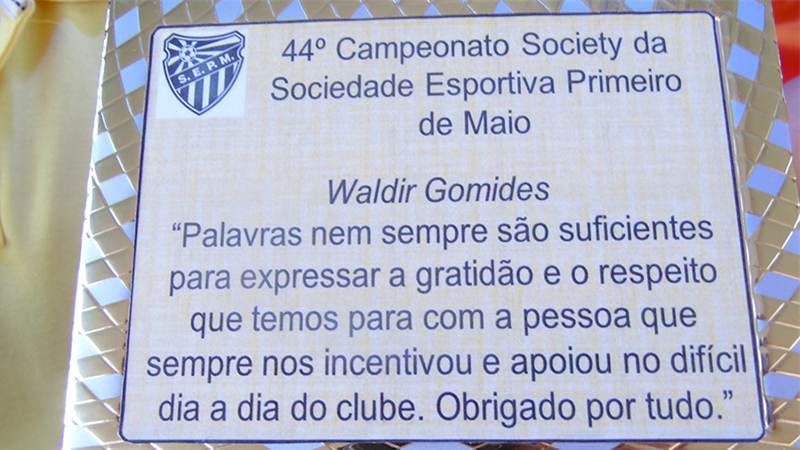 S. E. P. M.
44º Campeonato Society da
Sociedade Esportiva Primeiro
de Maio
Waldir Gomides
“Palavras nem sempre são suficientes
para expressar a gratidão e o respeito
que temos para com a pessoa que
sempre nos incentivou e apoiou no difícil
dia a dia do clube. Obrigado por tudo.”